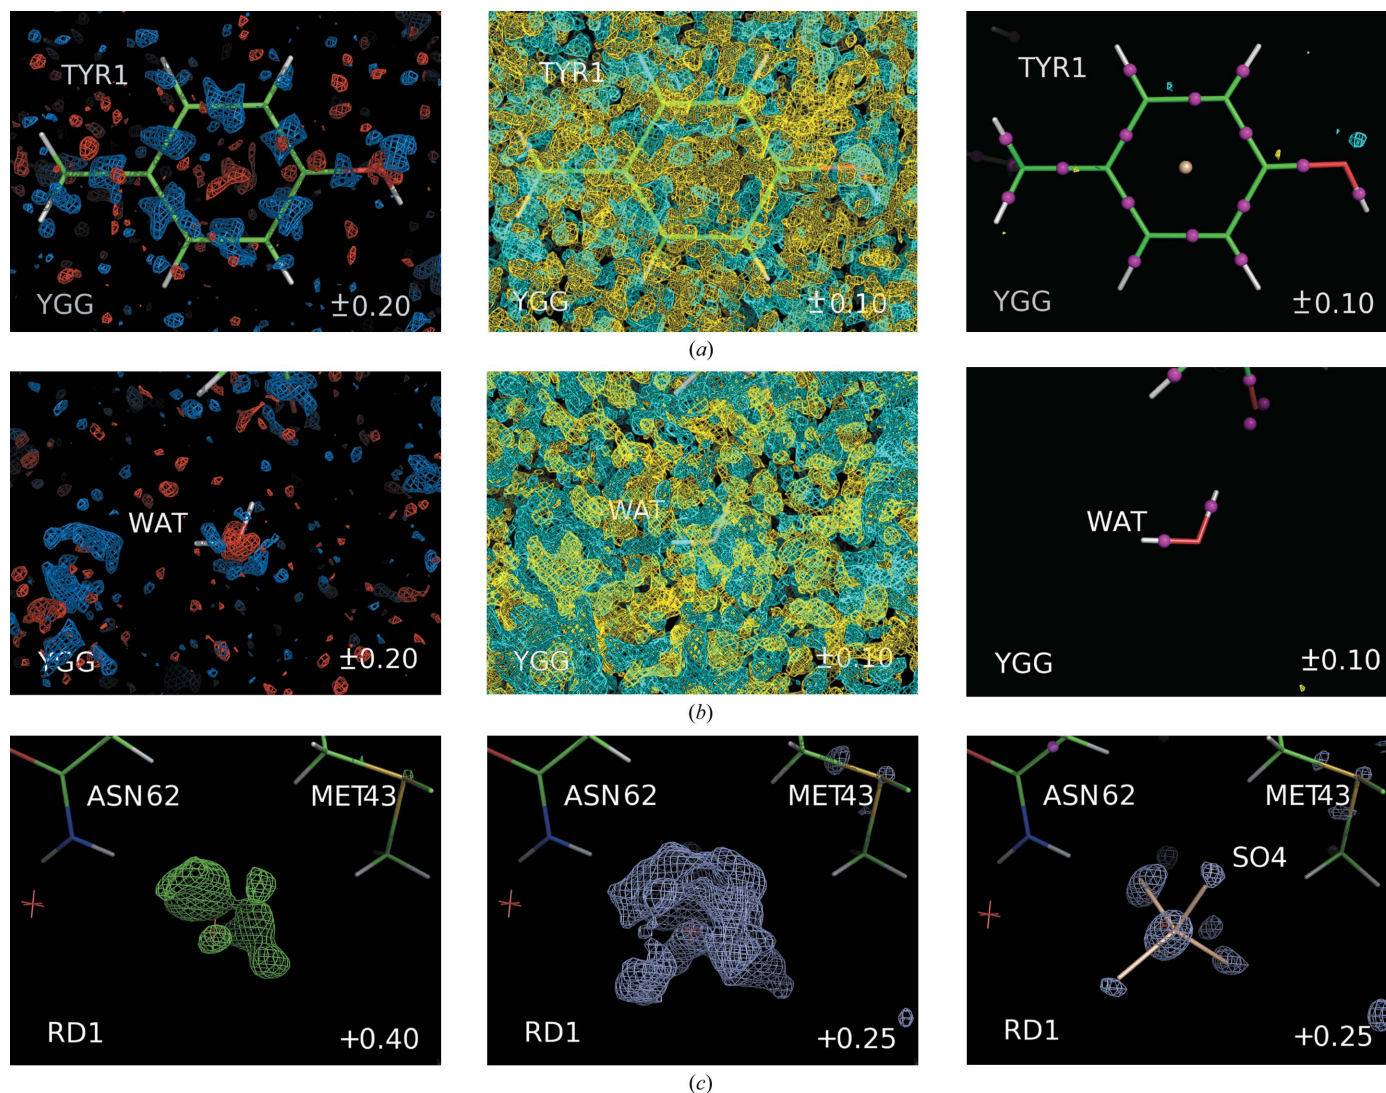 TYR1
YGG
±0.20
TYR1
YGG
±0.10
TYR1
YGG
±0.10
(a)
WAT
YGG
±0.20
WAT
YGG
±0.10
WAT
YGG
±0.10
(b)
ASN62
MET43
RD1
+0.40
ASN62
MET43
RD1
+0.25
ASN62
MET43
SO4
RD1
+0.25
(c)